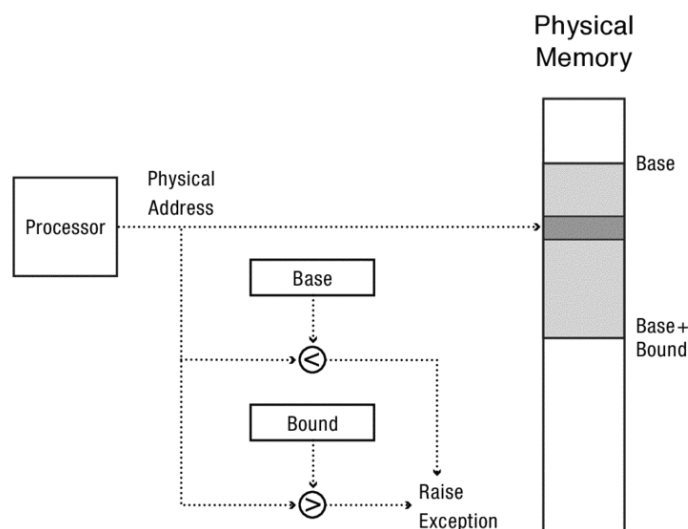 Physical
Memory
Base
Physical
Address
Processor
Base
<
Base+
Bound
Bound
>
Raise
Exception